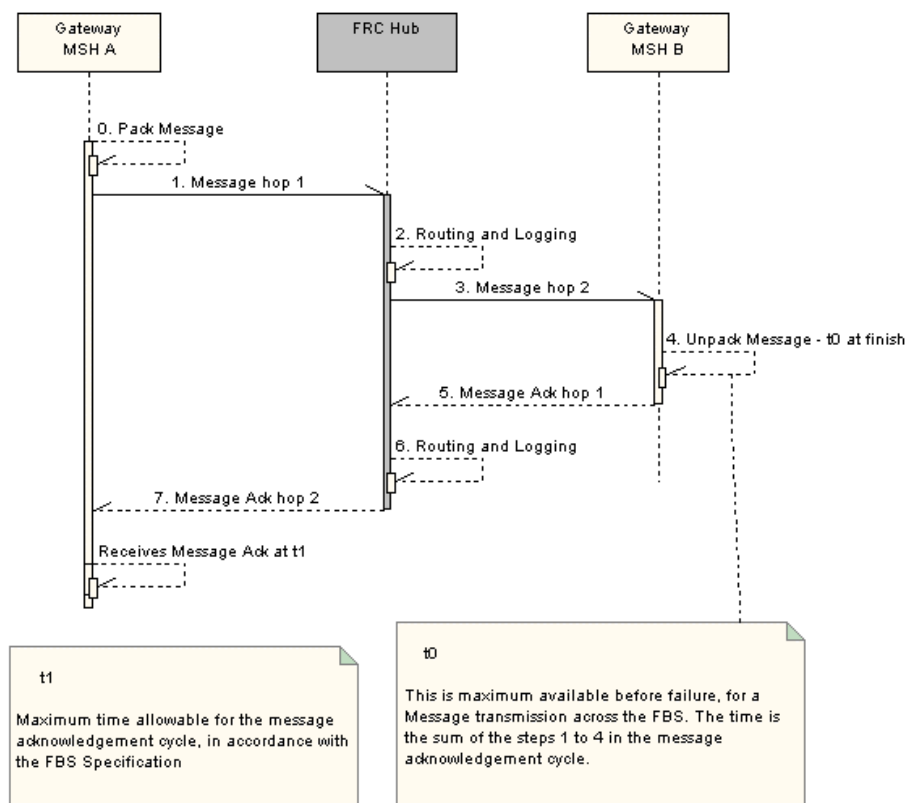 Gateway
MSH A
FRC Hub
Gateway
MSH B
0. Pack Message
1. Message hop 1
2. Routing and Logging
3. Message hop 2
4. Unpack Message - t0 at finish
5. Message Ack hop 1
6. Routing and Logging
7. Message Ack hop 2
Receives Message Ack at t1
t1
Maximum time allowable for the message
acknowledgement cycle, in accordance with
the FBS Specification
t0
This is maximum available before failure, for a
Message transmission across the FBS. The time is
the sum of the steps 1 to 4 in the message
acknowledgement cycle.